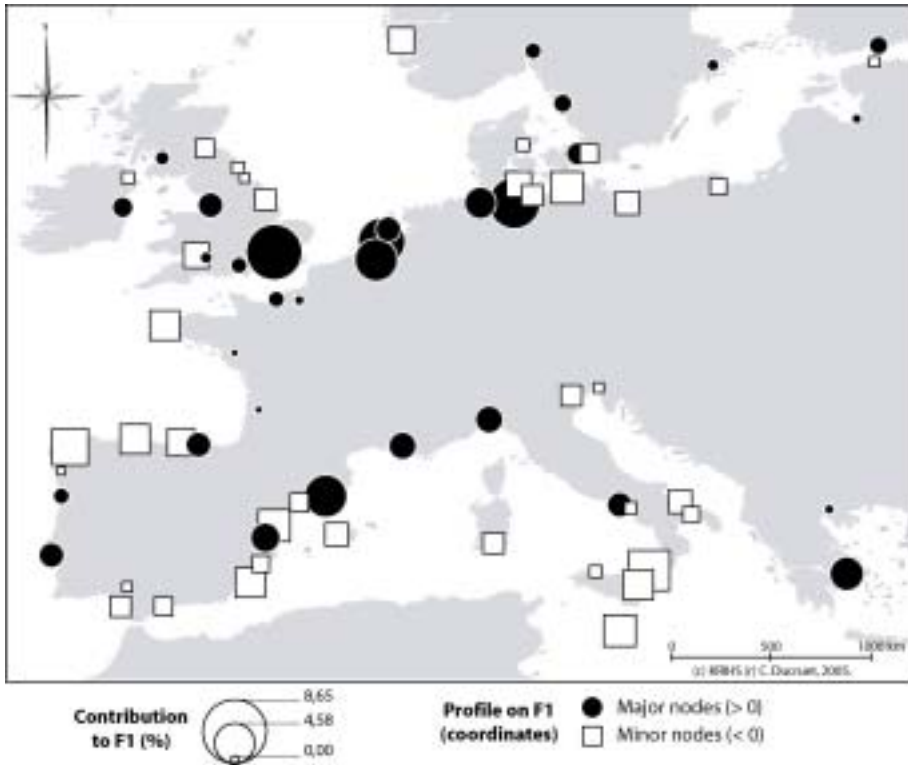 0 500 1000 km
(c) C. Ducruet, 2005.
Contribution
to F1 (%)
8,65
4,58
0,00
Profile on F1
(coordinates)
Major nodes (> 0)
Minor nodes (< 0)